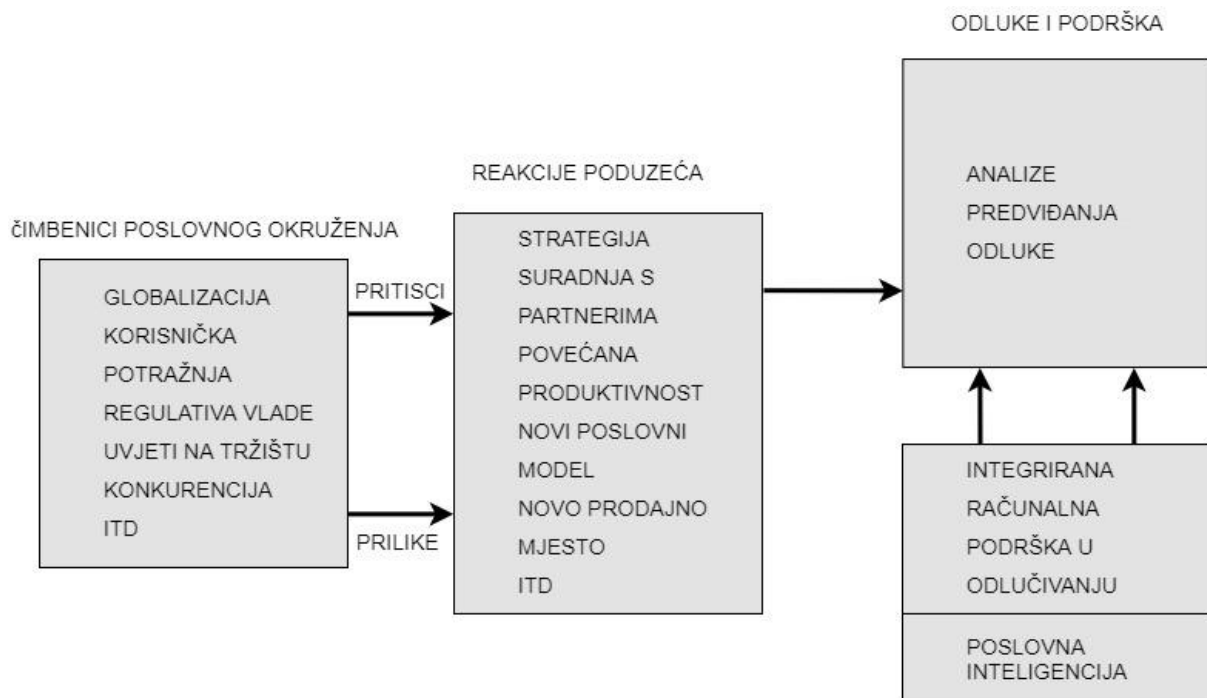 ODLUKE I PODRŠKA
ANALIZE
PREDVIĐANJA
ODLUKE
REAKCIJE PODUZEĆA
STRATEGIJA
SURADNJA S
PARTNERIMA
POVEĆANA
PRODUKTIVNOST
NOVI POSLOVNI
MODEL
NOVO PRODAJNO
MJESTO
ITD
čIMBENICI POSLOVNOG OKRUŽENJA
GLOBALIZACIJA
KORISNIČKA
POTRAŽNJA
REGULATIVA VLADE
UVJETI NA TRŽIŠTU
KONKURENCIJA
ITD
PRITISCI
PRILIKE
INTEGRIRANA
RAČUNALNA
PODRŠKA U
ODLUČIVANJU
POSLOVNA
INTELIGENCIJA